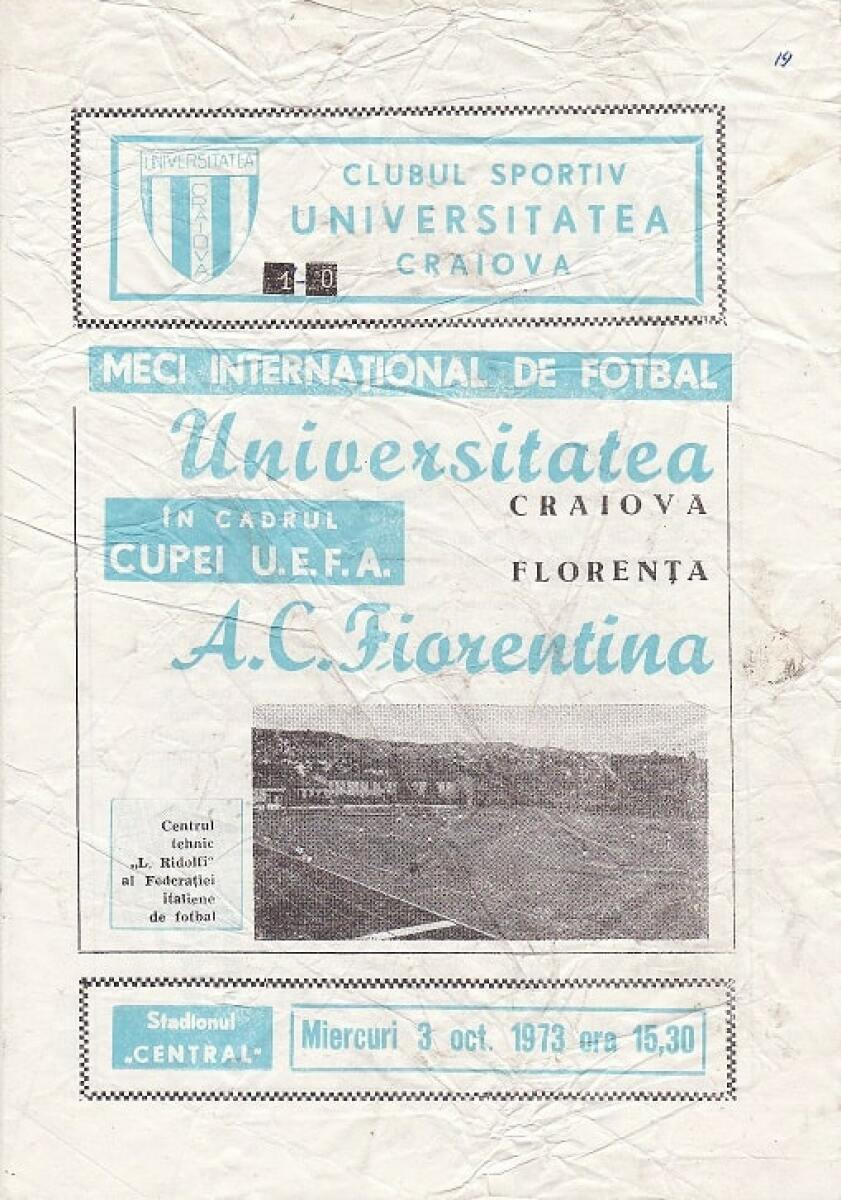 19
UNIVERSITATEA
CRAIOVA
CLUBUL SPORTIV
UNIVERSITATEA
CRAIOVA
1-0
MECI INTERNAȚIONAL DE FOTBAL
Universitatea
CRAIOVA
ÎN CADRUL
CUPEI U.E.F.A.
FLORENȚA
A.C.Fiorentina
Centrul
tehnic
„L. Ridolfi"
al Federației
italiene
de fotbal
Stadionul
„CENTRAL"
Miercuri 3 oct. 1973 ora 15,30